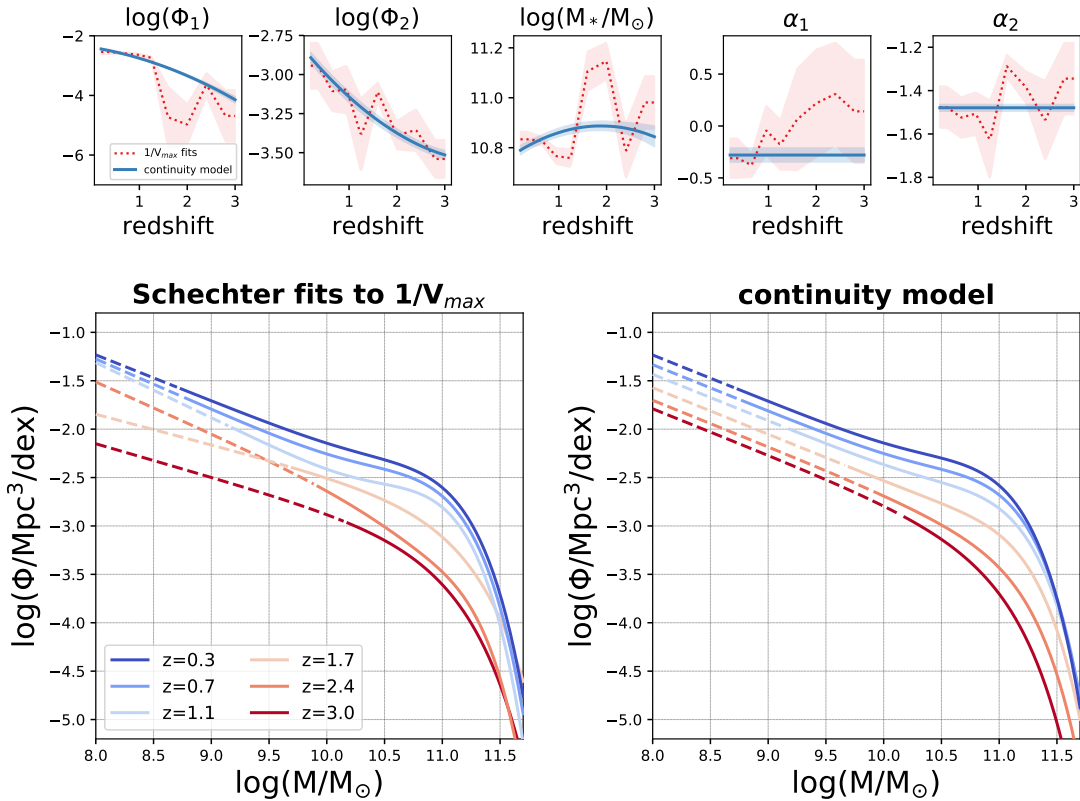 log(Φ₁) log(Φ₂) log(M*/M⊙) α₁ α₂
−2 −4 −6
1/Vmax fits
continuity model
1 2 3
redshift
−2.75 −3.00 −3.25 −3.50
1 2 3
redshift
11.2 11.0 10.8
1 2 3
redshift
0.5 0.0 −0.5
1 2 3
redshift
−1.2 −1.4 −1.6 −1.8
1 2 3
redshift
Schechter fits to 1/Vmax
log(Φ/Mpc³/dex)
−1.0
−1.5
−2.0
−2.5
−3.0
−3.5
−4.0
−4.5
−5.0
z=0.3 z=1.7
z=0.7 z=2.4
z=1.1 z=3.0
8.0 8.5 9.0 9.5 10.0 10.5 11.0 11.5
log(M/M⊙)
continuity model
log(Φ/Mpc³/dex)
−1.0
−1.5
−2.0
−2.5
−3.0
−3.5
−4.0
−4.5
−5.0
8.0 8.5 9.0 9.5 10.0 10.5 11.0 11.5
log(M/M⊙)